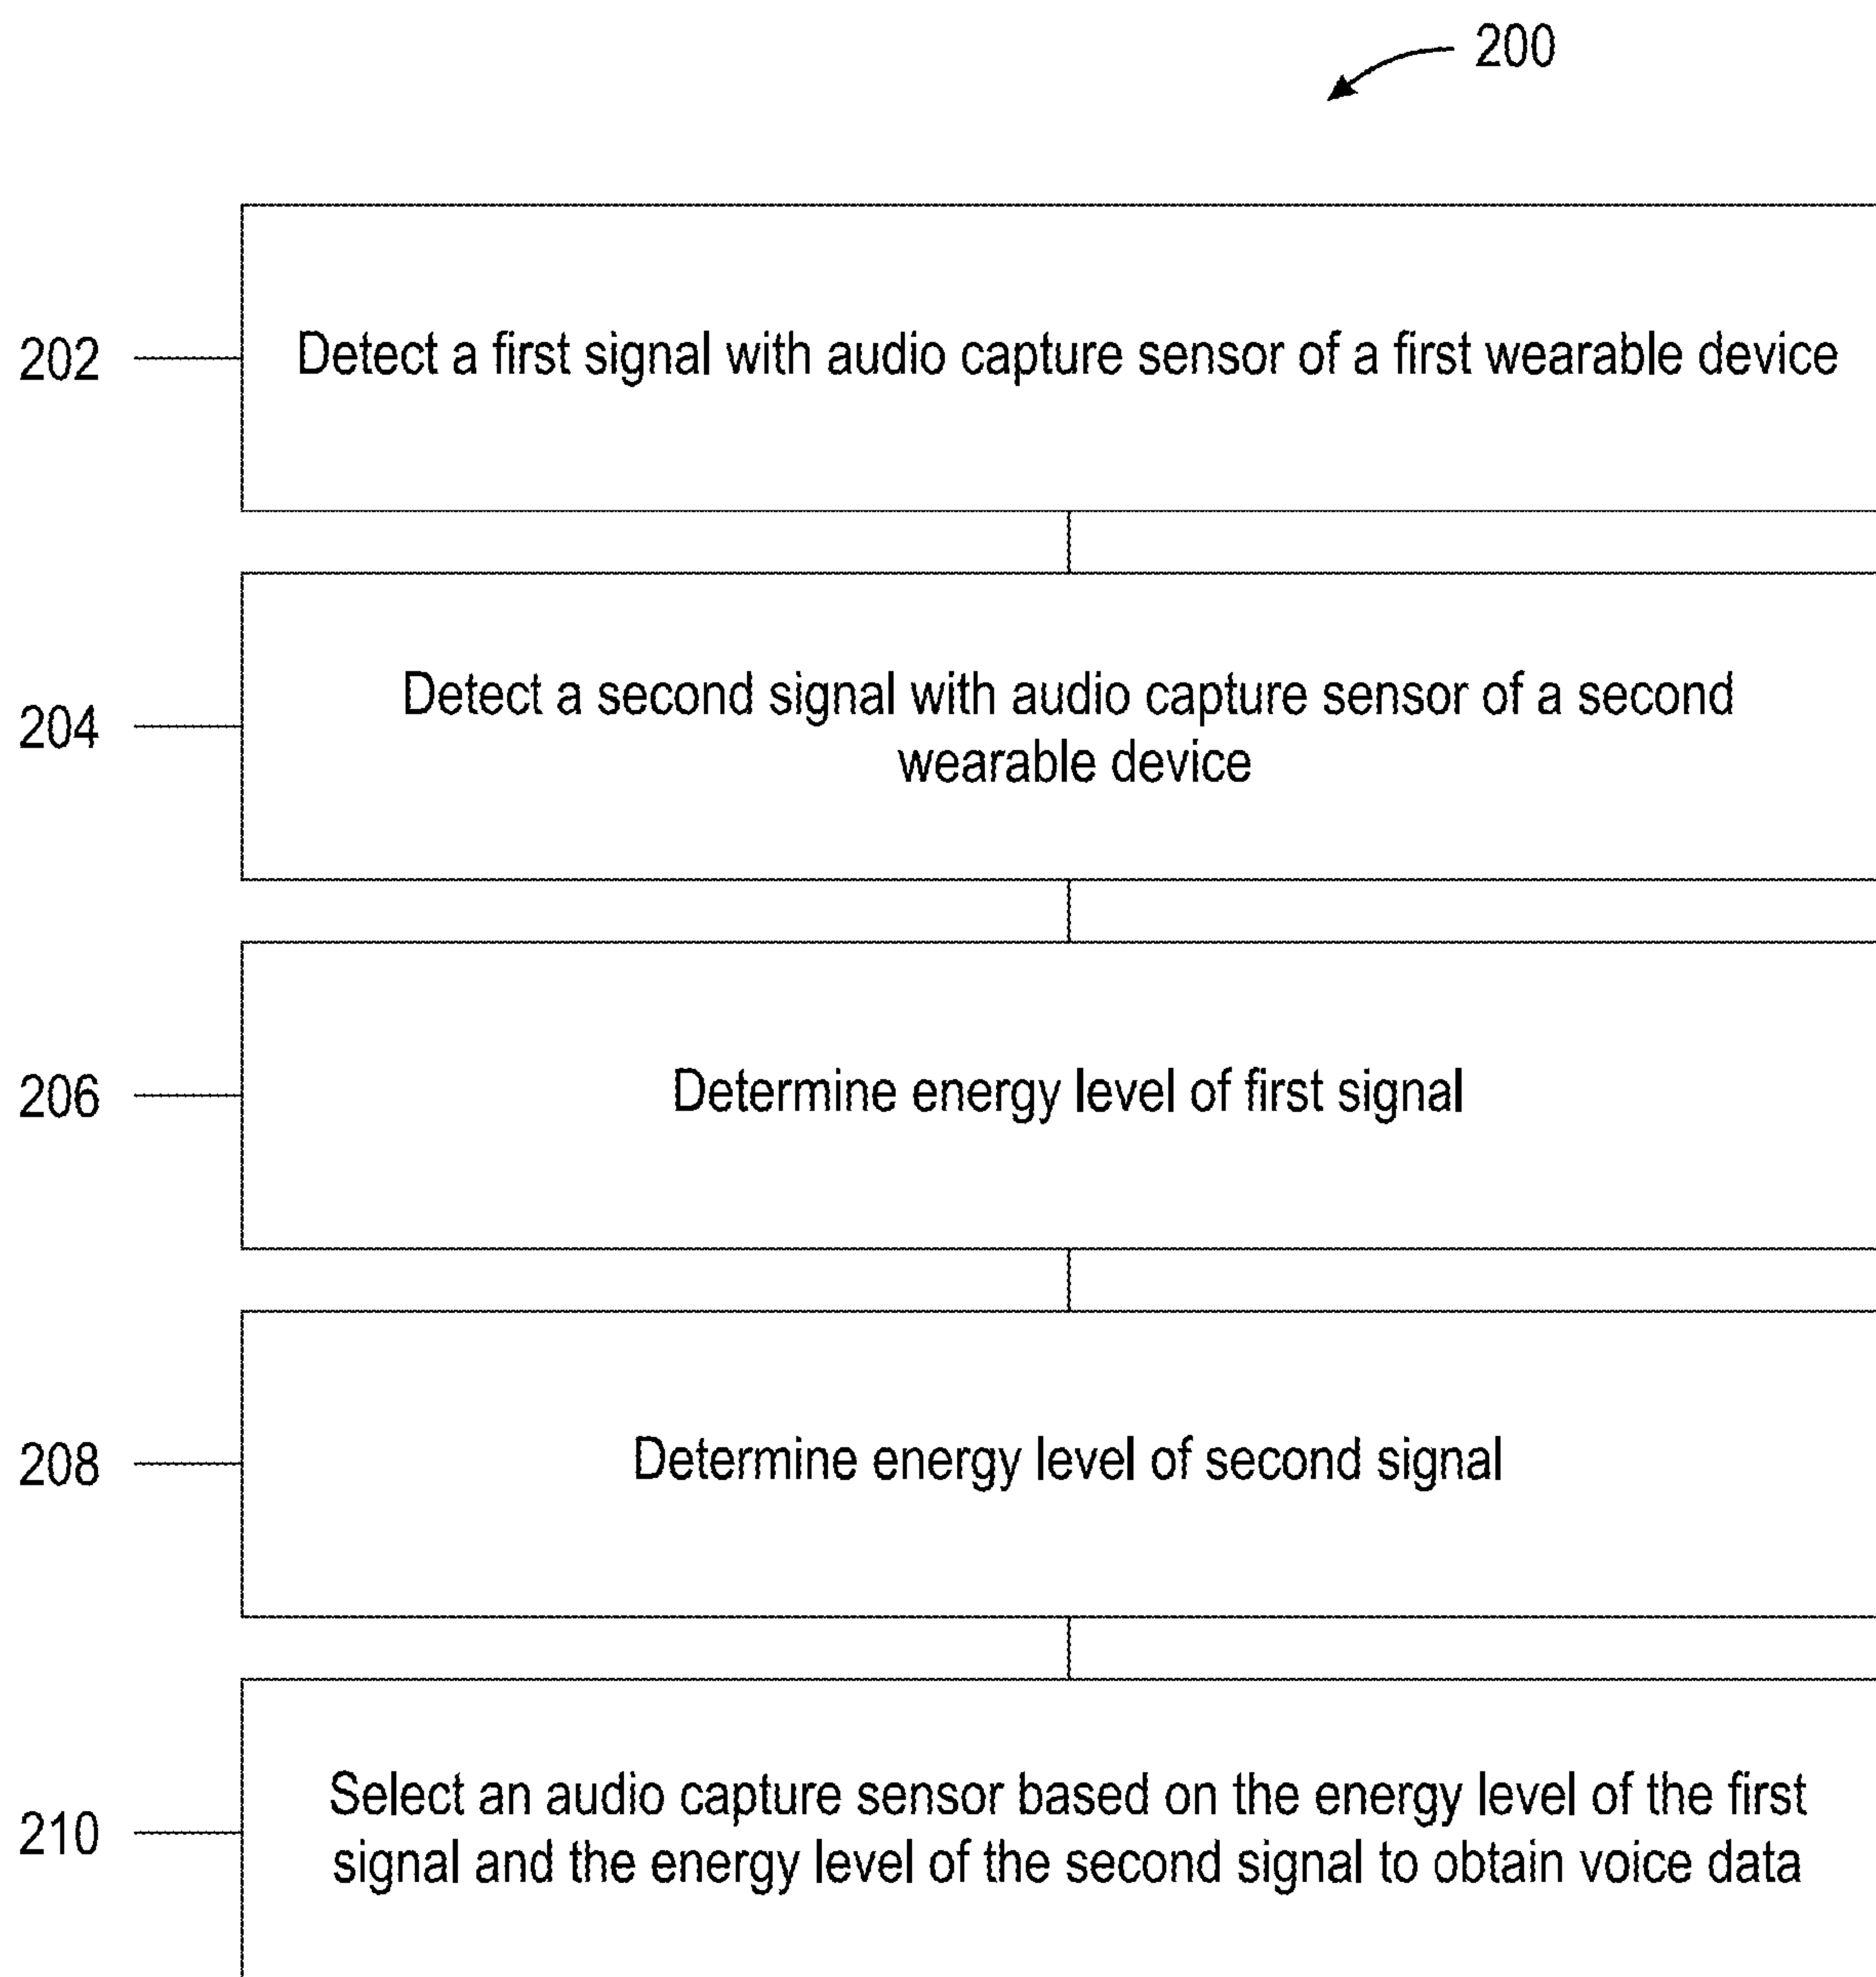 200
202
Detect a first signal with audio capture sensor of a first wearable device
204
Detect a second signal with audio capture sensor of a second
wearable device
206
Determine energy level of first signal
208
Determine energy level of second signal
210
Select an audio capture sensor based on the energy level of the first
signal and the energy level of the second signal to obtain voice data